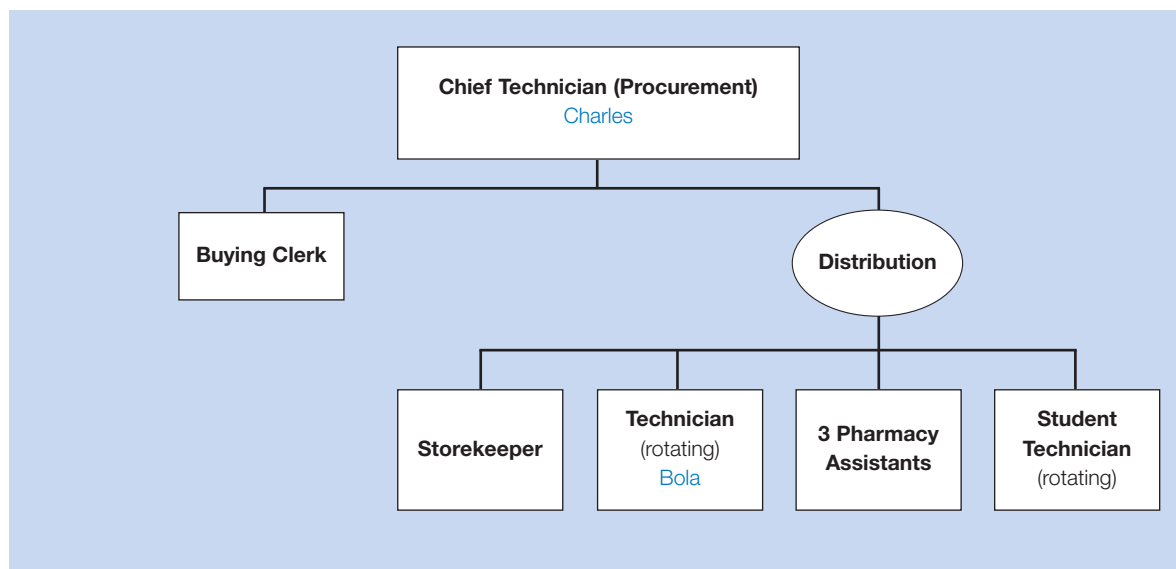 Chief Technician (Procurement)
Charles
Buying Clerk
Distribution
Storekeeper
Technician
(rotating)
Bola
3 Pharmacy
Assistants
Student
Technician
(rotating)